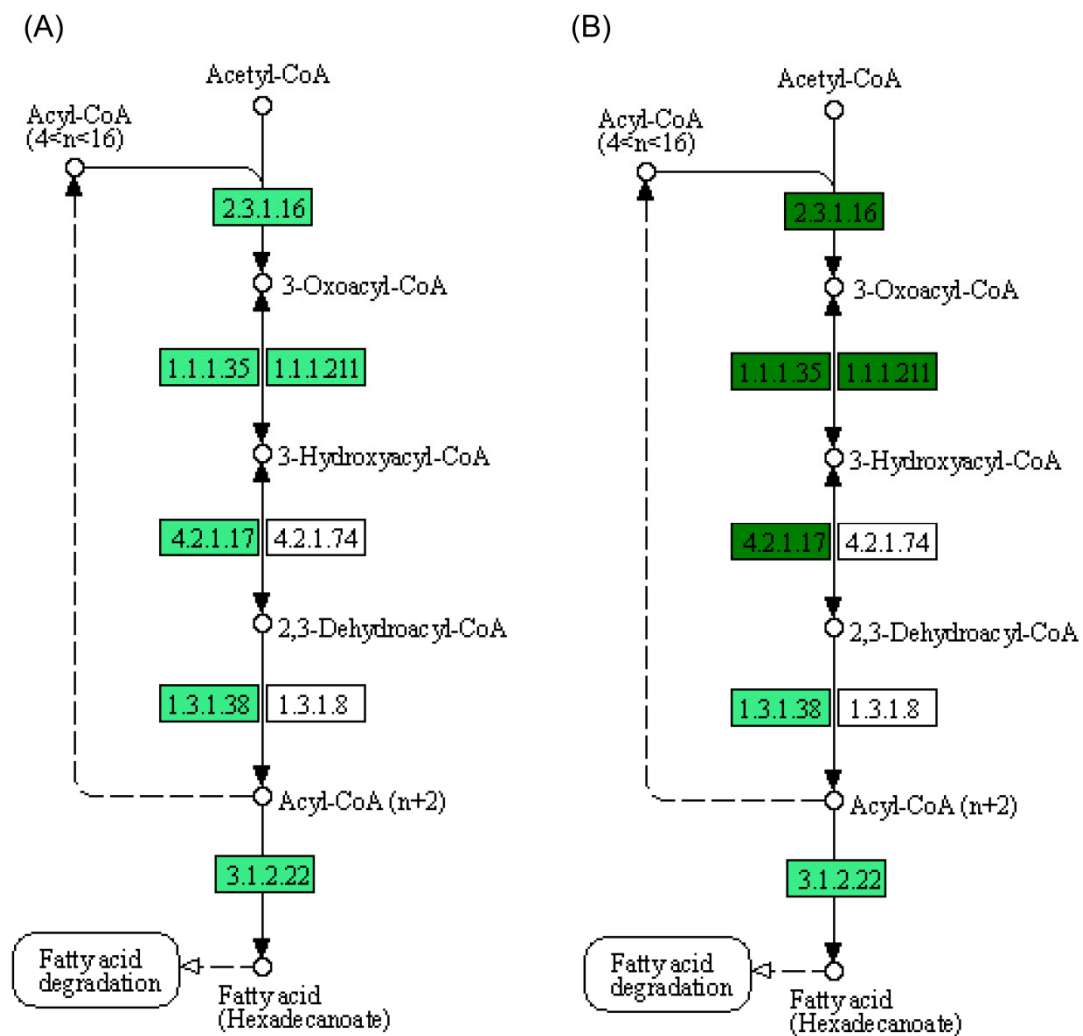 (A)
Acetyl-CoA
Acyl-CoA
(4<n<16)
2.3.1.16
3-Oxoacyl-CoA
1.1.1.35 1.1.1.211
3-Hydroxyacyl-CoA
4.2.1.17 4.2.1.74
2,3-Dehydroacyl-CoA
1.3.1.38 1.3.1.8
Acyl-CoA (n+2)
3.1.2.22
Fatty acid
degradation
Fatty acid
(Hexadecanoate)
(B)
Acetyl-CoA
Acyl-CoA
(4<n<16)
2.3.1.16
3-Oxoacyl-CoA
1.1.1.35 1.1.1.211
3-Hydroxyacyl-CoA
4.2.1.17 4.2.1.74
2,3-Dehydroacyl-CoA
1.3.1.38 1.3.1.8
Acyl-CoA (n+2)
3.1.2.22
Fatty acid
degradation
Fatty acid
(Hexadecanoate)